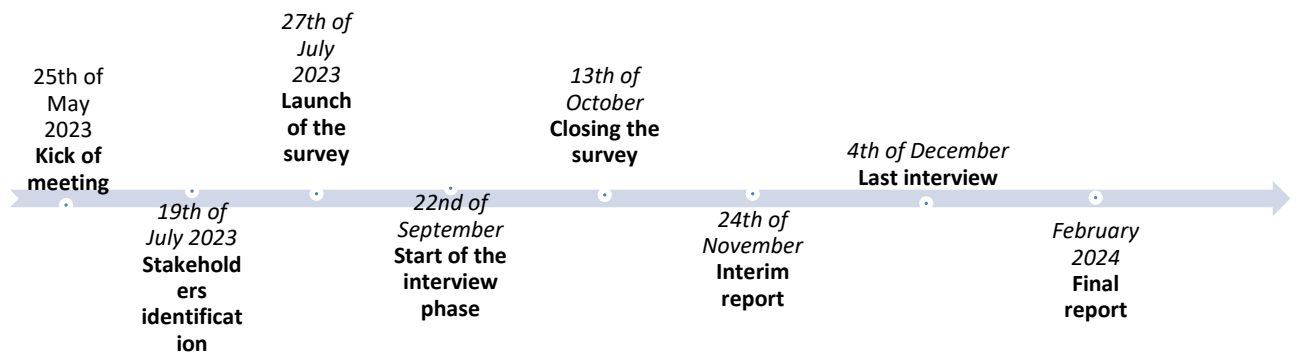 25th of
May
2023
Kick of
meeting
19th of
July 2023
Stakehold
ers
identificat
ion
27th of
July
2023
Launch
of the
survey
22nd of
September
Start of the
interview
phase
13th of
October
Closing the
survey
24th of
November
Interim
report
4th of December
Last interview
February
2024
Final
report